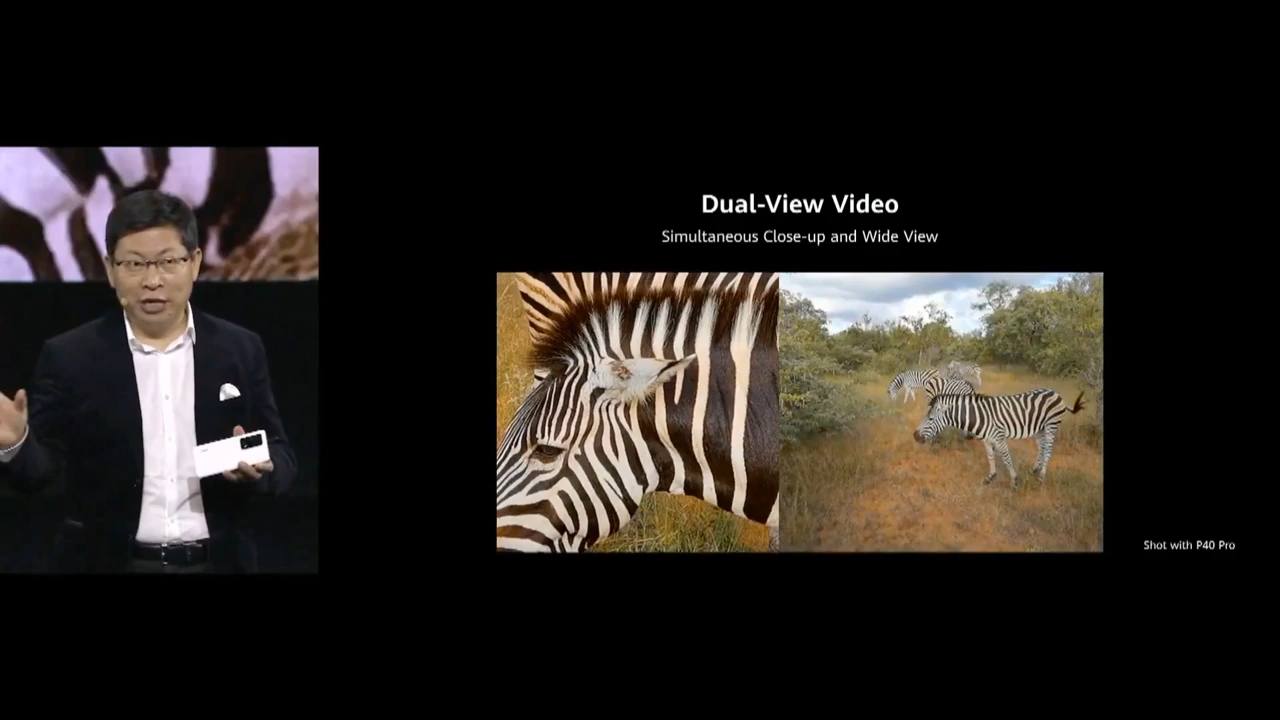 Dual-View Video
Simultaneous Close-up and Wide View
Shot with P40 Pro